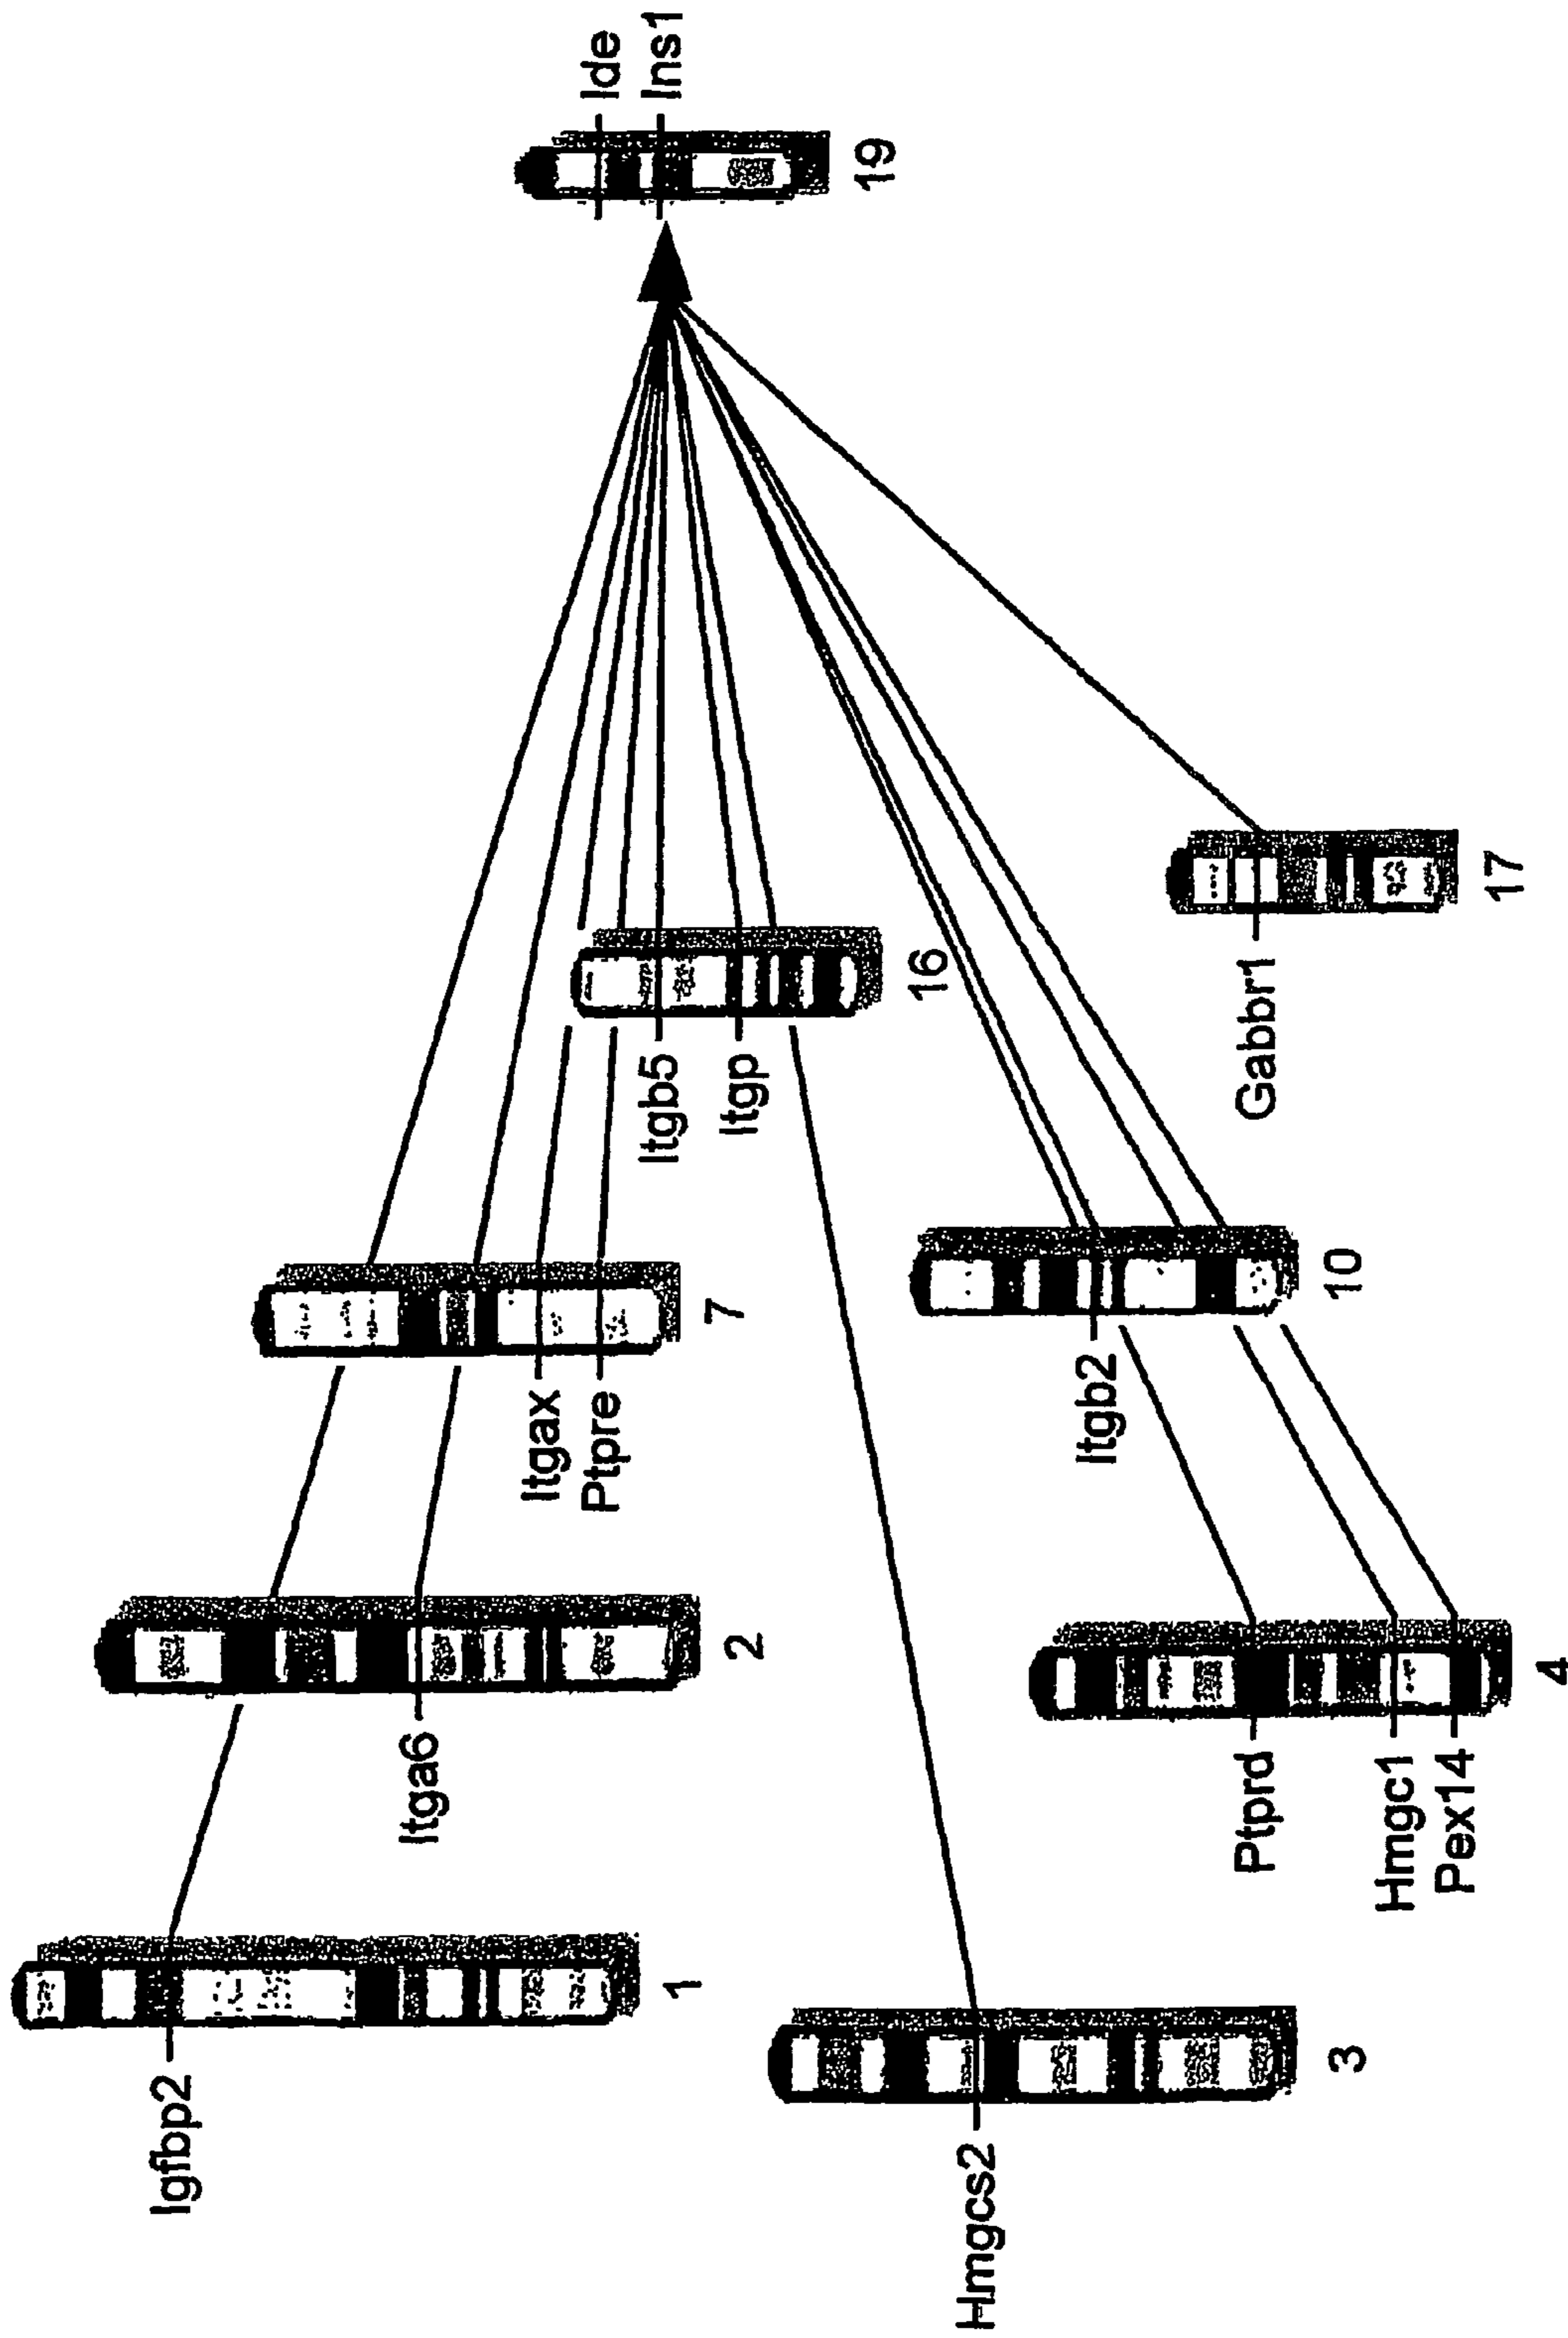 Igfbp2
1
Itga6
2
Itgax
Ptpre
7
Itgb5
Itgp
16
Ide
Ins1
19
Hmgcs2
3
Ptprd
Hmgc1
Pex14
4
Itgb2
10
Gabbr1
17